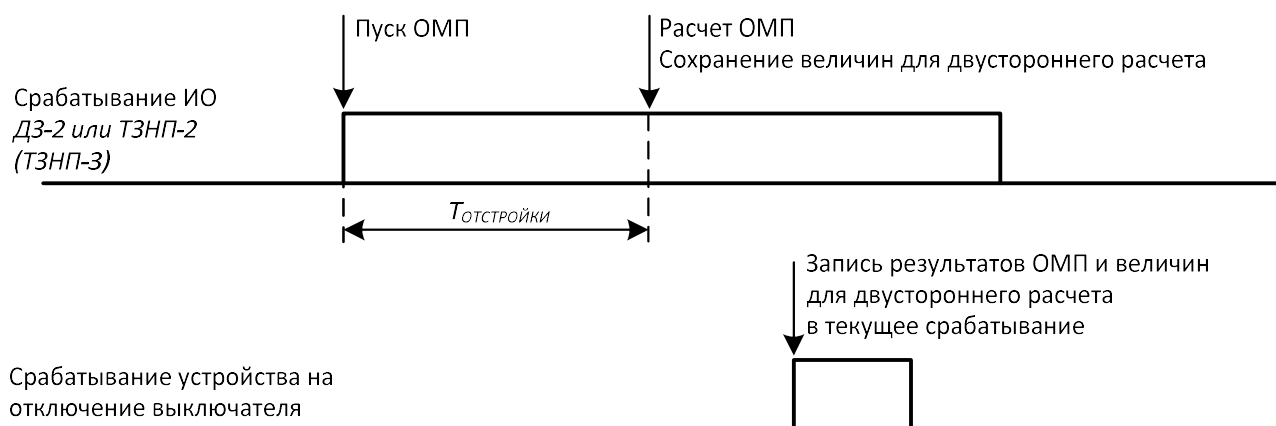 Пуск ОМП
Расчет ОМП
Сохранение величин для двустороннего расчета
Срабатывание ИО
ДЗ-2 или ТЗНП-2
(ТЗНП-3)
TОТСТРОЙКИ
Запись результатов ОМП и величин
для двустороннего расчета
в текущее срабатывание
Срабатывание устройства на
отключение выключателя